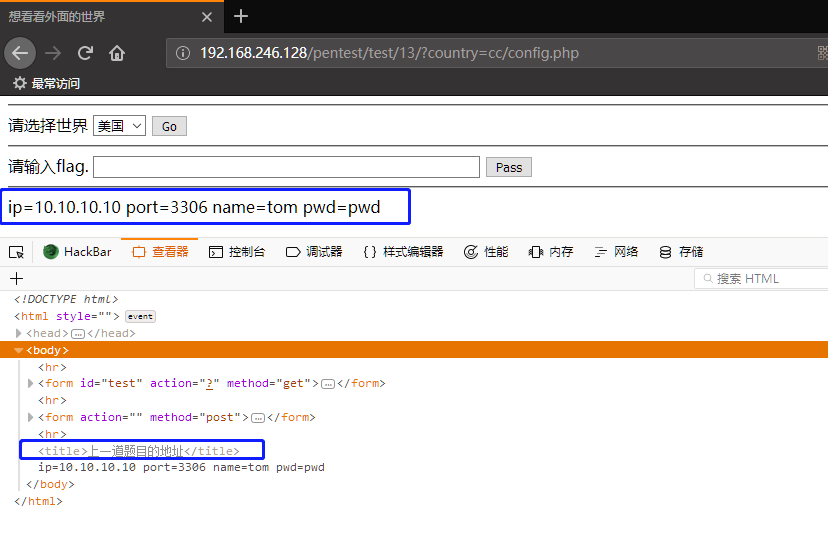 想看看外面的世界
192.168.246.128/pentest/test/13/?country=cc/config.php
最常访问
请选择世界 美国 Go
请输入flag. Pass
ip=10.10.10.10 port=3306 name=tom pwd=pwd
HackBar 查看器 控制台 调试器 {} 样式编辑器 性能 内存 网络 存储
搜索 HTML
<!DOCTYPE html>
<html style=""> event
<head>…</head>
<body>
<hr>
<form id="test" action="?" method="get">…</form>
<hr>
<form action="" method="post">…</form>
<hr>
<title>上一道题目的地址</title>
ip=10.10.10.10 port=3306 name=tom pwd=pwd
</body>
</html>